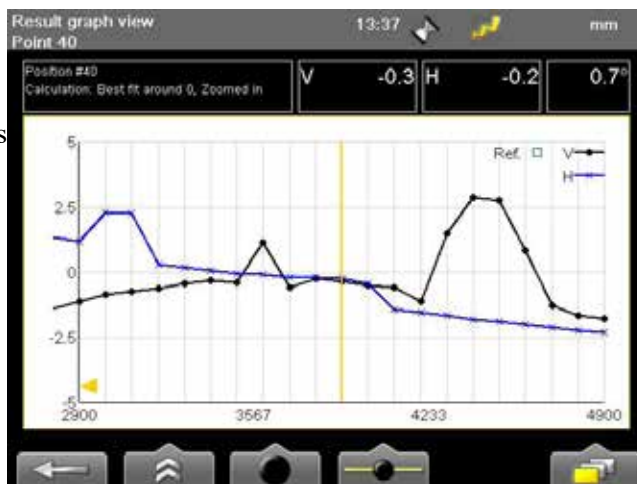 Result graph view 13:37 mm
Point 40
Position #40
Calculation: Best fit around 0, Zoomed in
V -0.3 H -0.2 0.7°
s
5
Ref. V
H
2.5
0
-2.5
-5
2900 3567 4233 4900